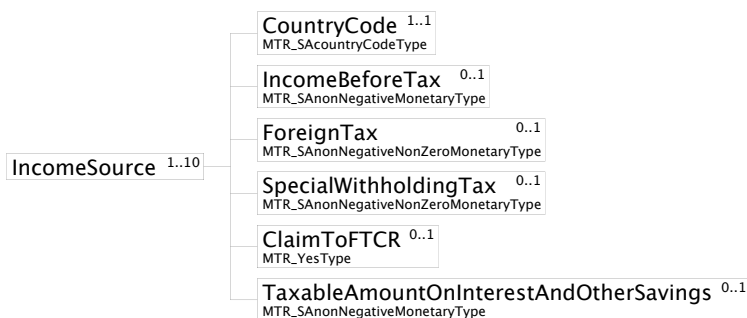 CountryCode 1..1
MTR_SAcountryCodeType
IncomeBeforeTax 0..1
MTR_SAnonNegativeMonetaryType
ForeignTax 0..1
MTR_SAnonNegativeNonZeroMonetaryType
IncomeSource 1..10
SpecialWithholdingTax 0..1
MTR_SAnonNegativeNonZeroMonetaryType
ClaimToFTCR 0..1
MTR_YesType
TaxableAmountOnInterestAndOtherSavings 0..1
MTR_SAnonNegativeMonetaryType